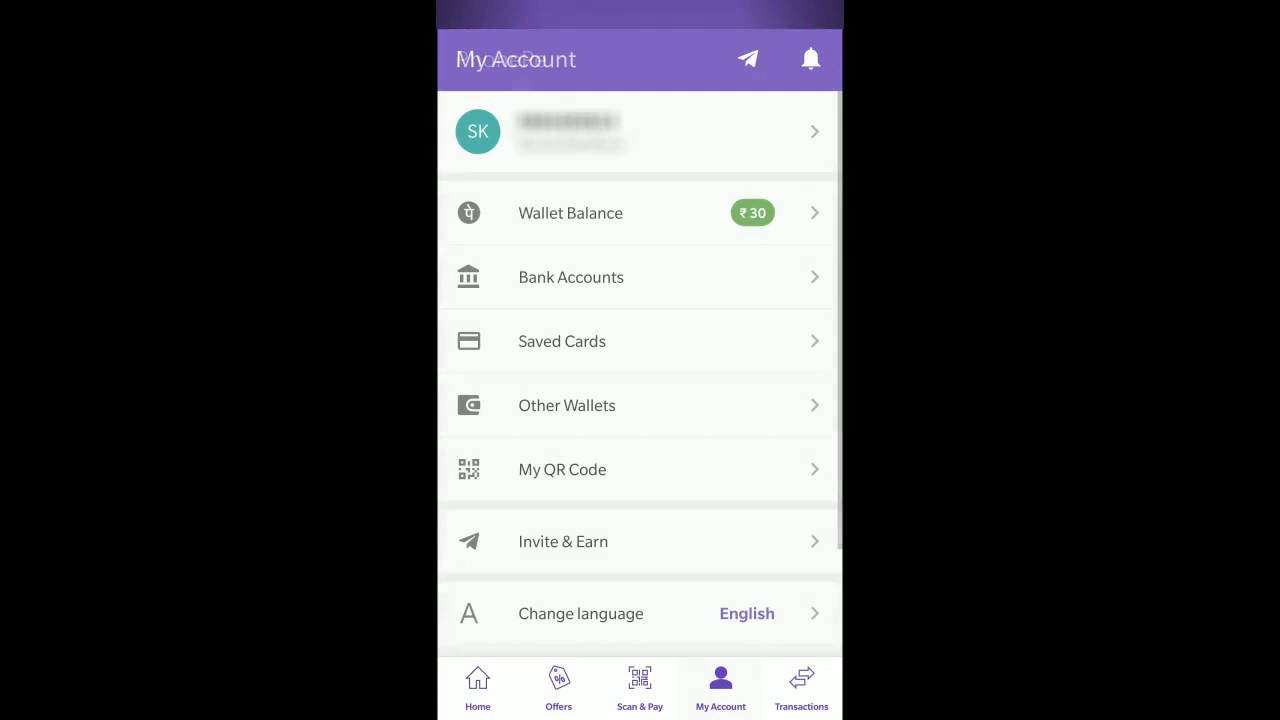 My Account
SK
Wallet Balance
₹ 30
Bank Accounts
Saved Cards
Other Wallets
My QR Code
Invite & Earn
A Change language
English
Home
Offers
Scan & Pay
My Account
Transactions